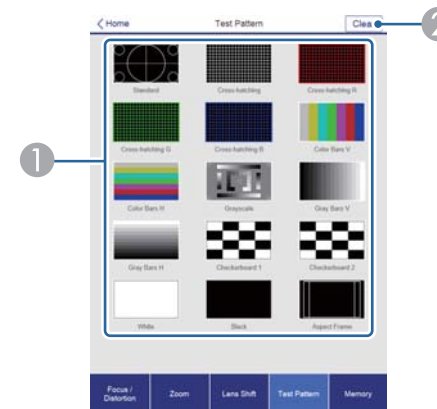 Home
Test Pattern
Clea
2
1
Standard
Cross-hatching
Cross-hatching R
Cross-hatching G
Cross-hatching B
Color Bars V
Color Bars H
Grayscale
Gray Bars V
Gray Bars H
Checkerboard 1
Checkerboard 2
White
Black
Aspect Frame
Focus /
Distortion
Zoom
Lens Shift
Test Pattern
Memory